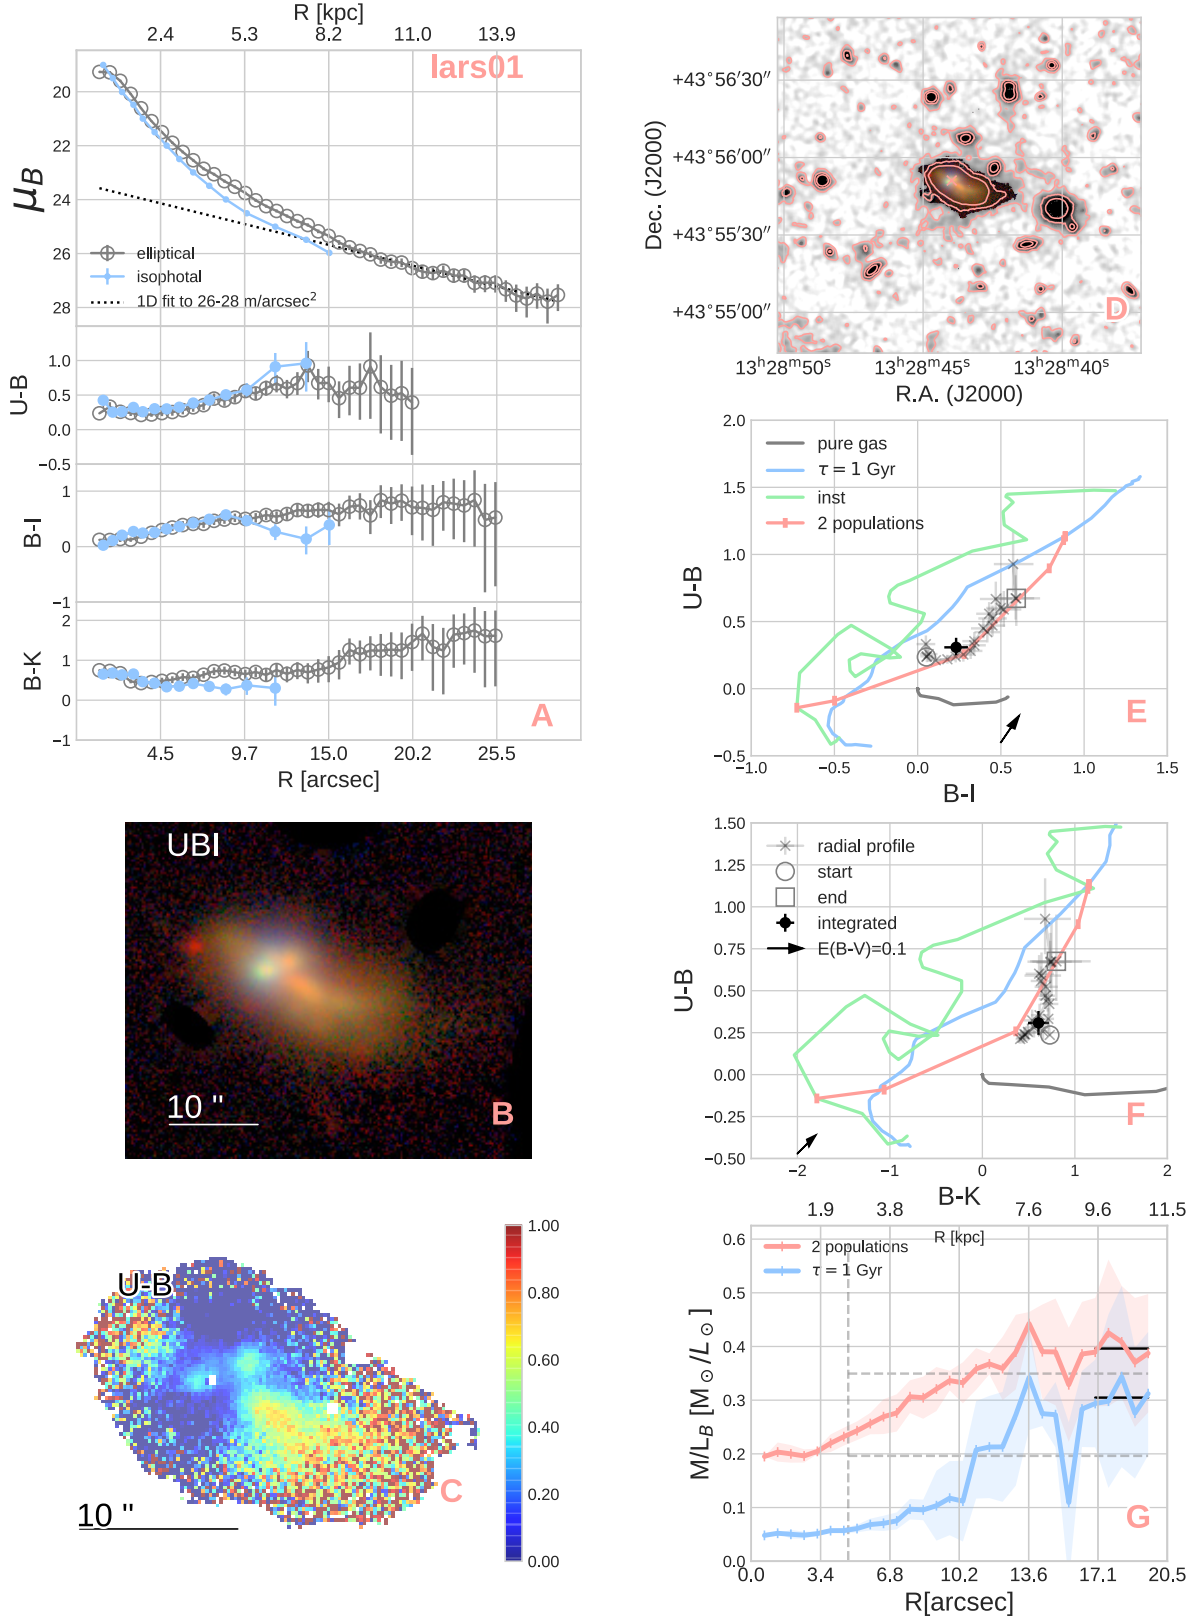 R [kpc]
2.4 5.3 8.2 11.0 13.9
lars01
20
22
24
26
28
μB
elliptical
isophotal
1D fit to 26-28 m/arcsec²
1.0
0.5
0.0
−0.5
U-B
1
0
−1
B-I
2
1
0
−1
B-K
A
4.5 9.7 15.0 20.2 25.5
R [arcsec]
UBI
10 "
B
U-B
10 "
C
1.00
0.80
0.60
0.40
0.20
0.00
+43°56′30″
+43°56′00″
+43°55′30″
+43°55′00″
Dec. (J2000)
D
13h28m50s 13h28m45s 13h28m40s
R.A. (J2000)
2.0
1.5
1.0
0.5
0.0
−0.5
U-B
pure gas
τ = 1 Gyr
inst
2 populations
E
−1.0 −0.5 0.0 0.5 1.0 1.5
B-I
1.50
1.25
1.00
0.75
0.50
0.25
0.00
−0.25
−0.50
U-B
radial profile
start
end
integrated
E(B-V)=0.1
F
−2 −1 0 1 2
B-K
1.9 3.8 7.6 9.6 11.5
R [kpc]
2 populations
τ = 1 Gyr
0.6
0.5
0.4
0.3
0.2
0.1
0.0
M/LB [M⊙/L⊙]
G
0.0 3.4 6.8 10.2 13.6 17.1 20.5
R[arcsec]